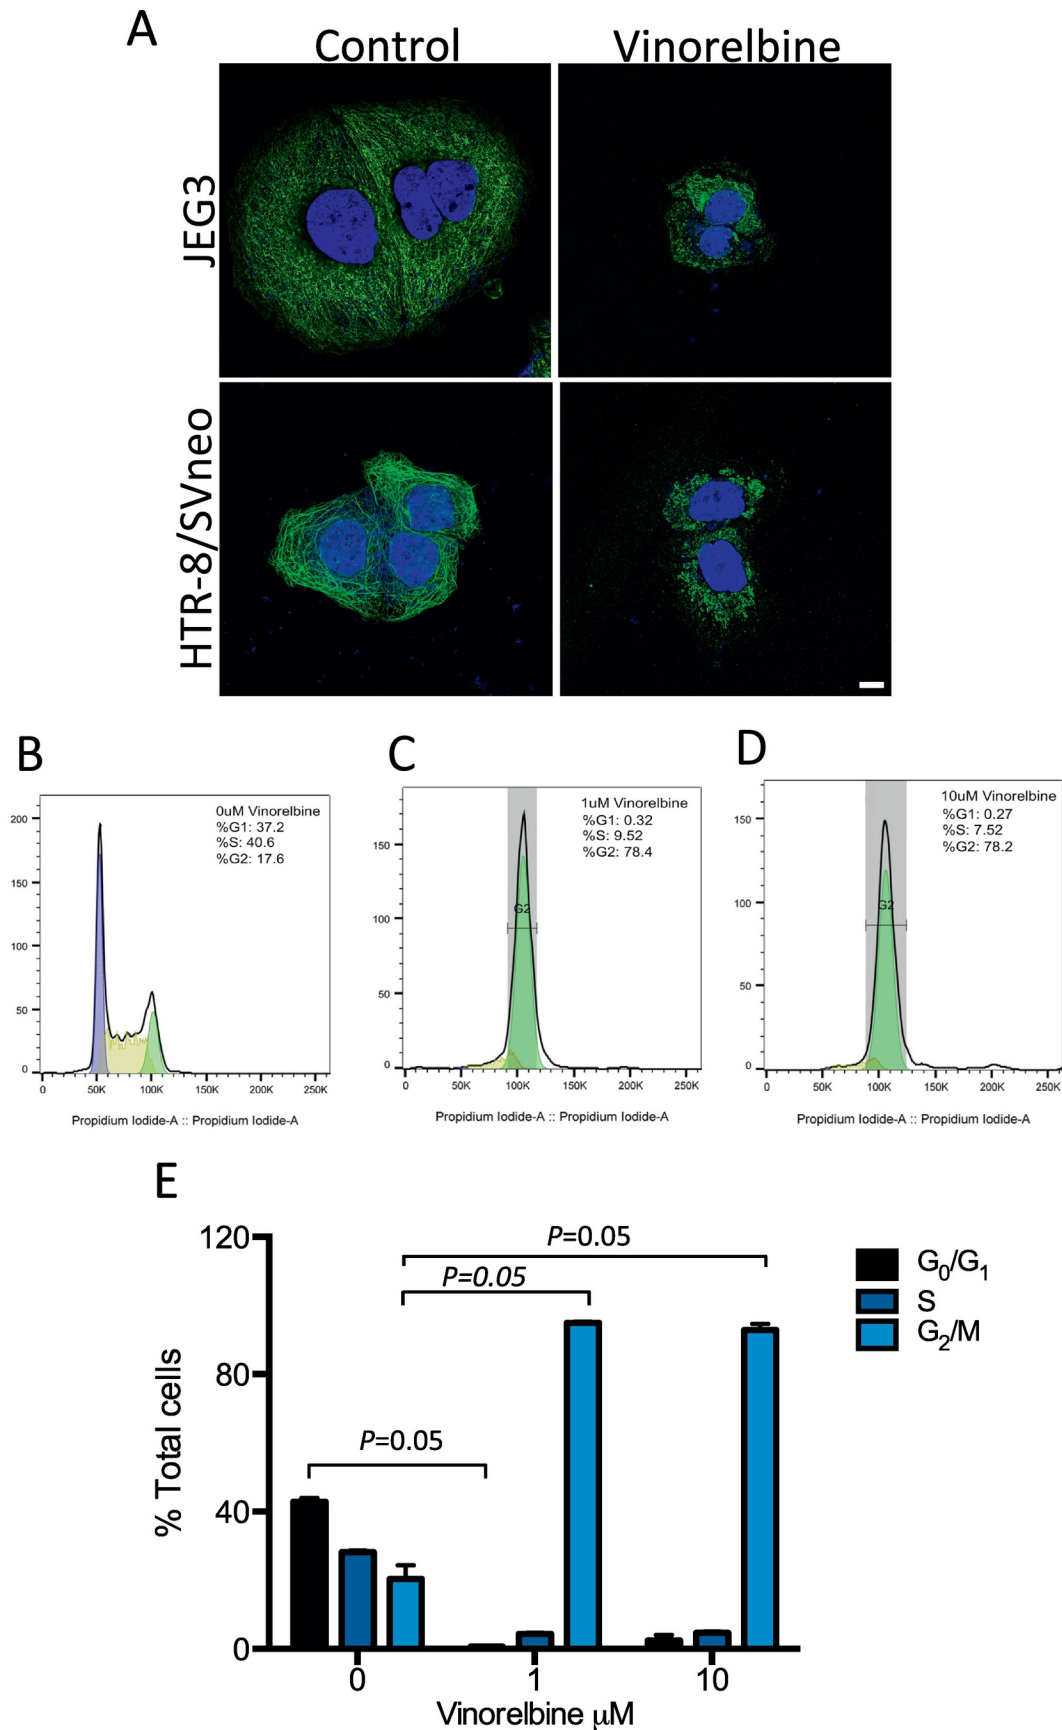 A
Control
Vinorelbine
JEG3
HTR-8/SVneo
B
0uM Vinorelbine
%G1: 37.2
%S: 40.6
%G2: 17.6
200
150
100
50
0
0
50K
100K
150K
200K
250K
Propidium Iodide-A :: Propidium Iodide-A
C
1uM Vinorelbine
%G1: 0.32
%S: 9.52
%G2: 78.4
G2
150
100
50
0
0
50K
100K
150K
200K
250K
Propidium Iodide-A :: Propidium Iodide-A
D
10uM Vinorelbine
%G1: 0.27
%S: 7.52
%G2: 78.2
G2
150
100
50
0
0
50K
100K
150K
200K
250K
Propidium Iodide-A :: Propidium Iodide-A
E
120
80
40
0
% Total cells
P=0.05
P=0.05
P=0.05
G0/G1
S
G2/M
0
1
10
Vinorelbine μM